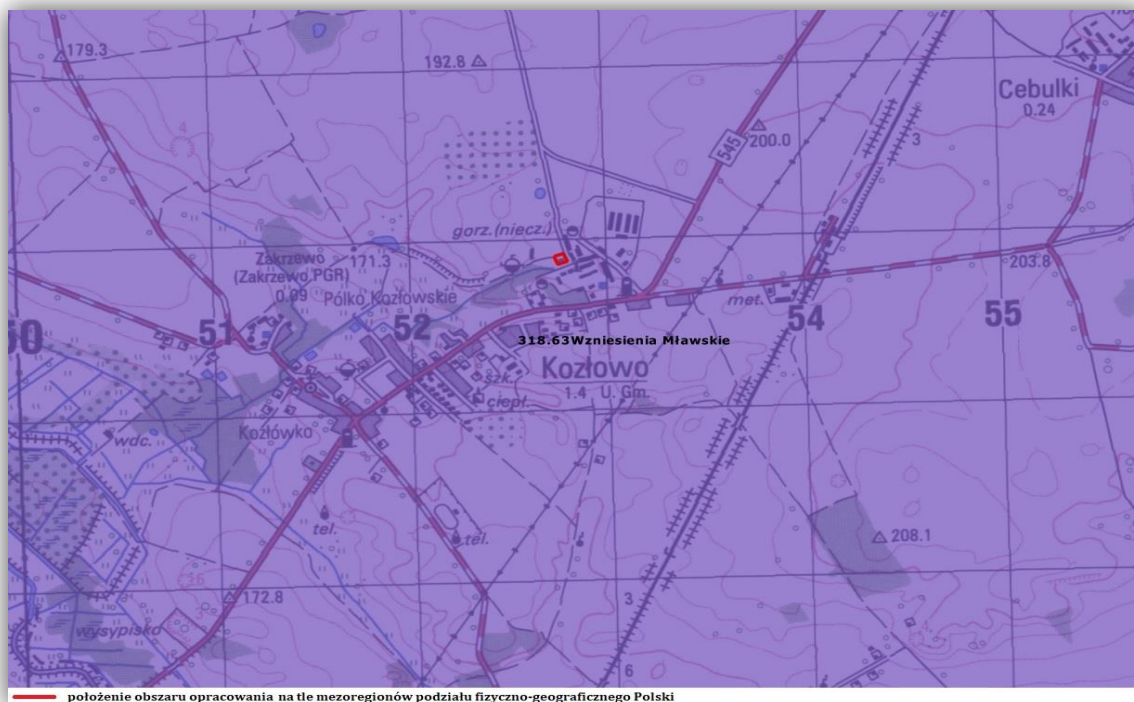 179.3
192.8
Cebulki
0.24
545
200.0
3
4
gorz. (niecz.)
Zakrzewo
(Zakrzewo PGR)
0.09
171.3
Pólko Kozłowskie
203.8
met.
50
51
52
54
55
318.63Wzniesienia Mławskie
Kozłowo
1.4 U. Gm.
szk.
ciepł.
Kozłówko
wdc.
tel.
tel.
208.1
16
172.8
wysypisko
3
6
położenie obszaru opracowania na tle mezoregionów podziału fizyczno-geograficznego Polski